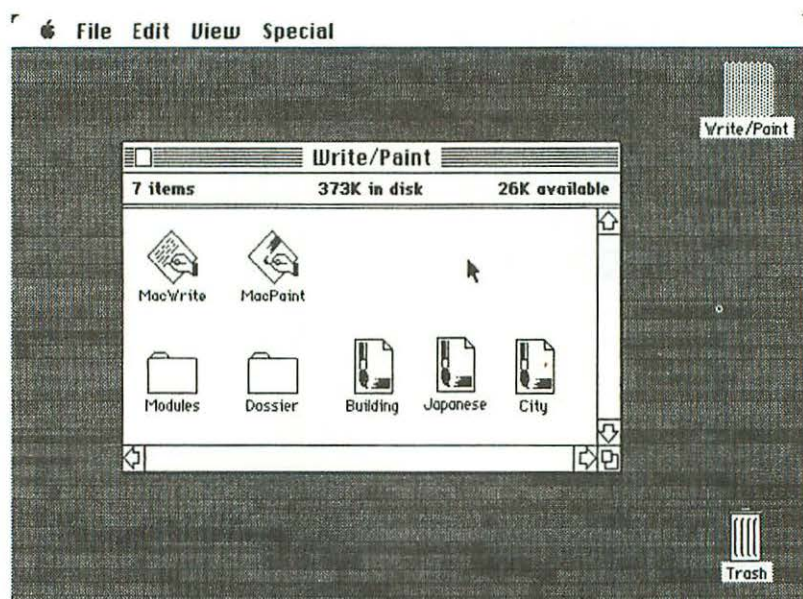 File Edit View Special
Write/Paint
Write/Paint
7 items 373K in disk 26K available
MacWrite MacPaint
Modules Dossier Building Japanese City
Trash